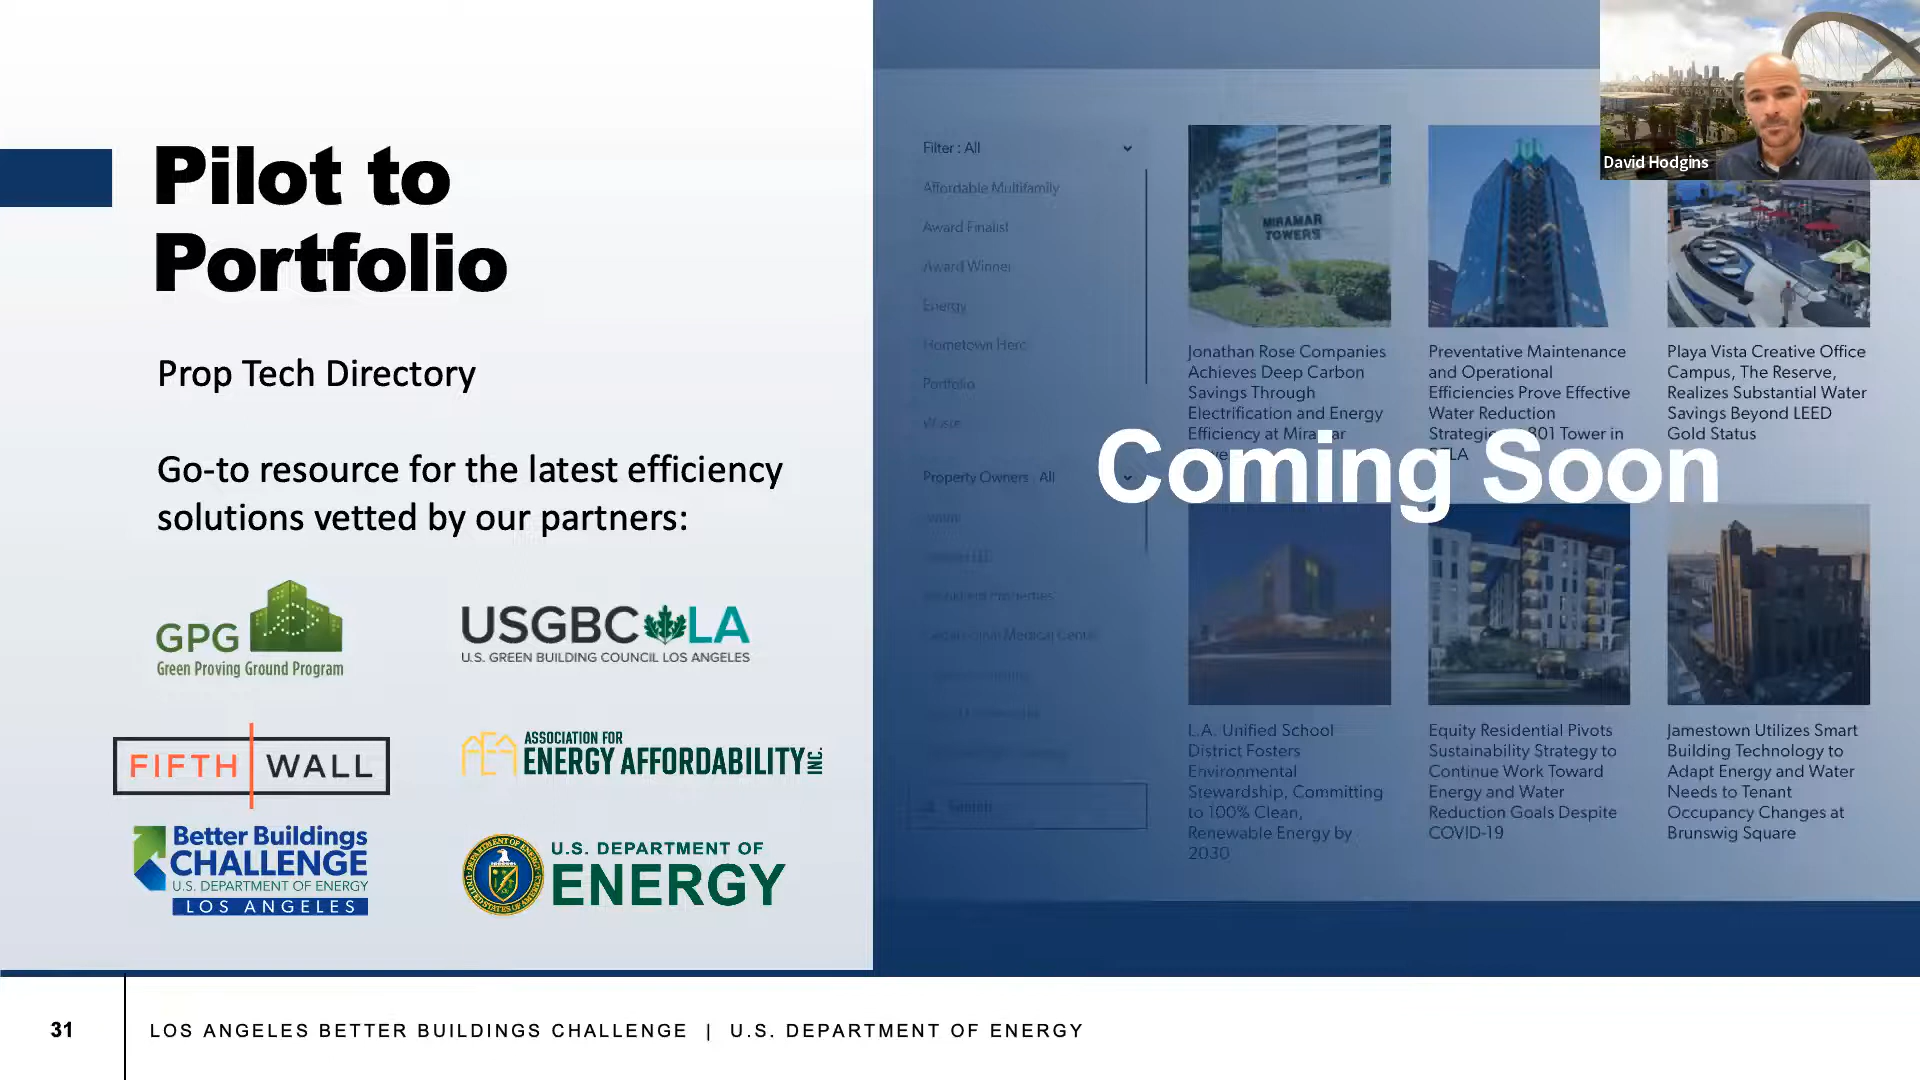 Pilot to
Portfolio
Prop Tech Directory
Go-to resource for the latest efficiency
solutions vetted by our partners:
GPG
Green Proving Ground Program
USGBC LA
U.S. GREEN BUILDING COUNCIL LOS ANGELES
FIFTH WALL
AEA
ASSOCIATION FOR
ENERGY AFFORDABILITY INC.
Better Buildings
CHALLENGE
U.S. DEPARTMENT OF ENERGY
LOS ANGELES
U.S. DEPARTMENT OF
ENERGY
Filter : All
Affordable Multifamily
Award Finalist
Award Winner
Energy
Hometown Hero
Portfolio
Waste
Property Owners : All
MIRAMAR
TOWERS
Jonathan Rose Companies
Achieves Deep Carbon
Savings Through
Electrification and Energy
Efficiency at Miramar
Preventative Maintenance
and Operational
Efficiencies Prove Effective
Water Reduction
801 Tower in
Playa Vista Creative Office
Campus, The Reserve,
Realizes Substantial Water
Savings Beyond LEED
Gold Status
Coming Soon
L.A. Unified School
District Fosters
Environmental
Stewardship, Committing
to 100% Clean,
Renewable Energy by
2030
Equity Residential Pivots
Sustainability Strategy to
Continue Work Toward
Energy and Water
Reduction Goals Despite
COVID-19
Jamestown Utilizes Smart
Building Technology to
Adapt Energy and Water
Needs to Tenant
Occupancy Changes at
Brunswig Square
David Hodgins
31
LOS ANGELES BETTER BUILDINGS CHALLENGE | U.S. DEPARTMENT OF ENERGY